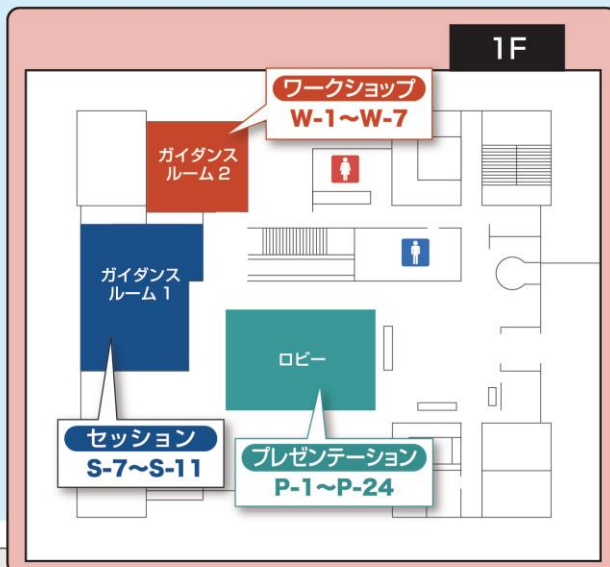 1F
ワークショップ
W-1〜W-7
ガイダンス
ルーム2
ガイダンス
ルーム1
ロビー
セッション
S-7〜S-11
プレゼンテーション
P-1〜P-24